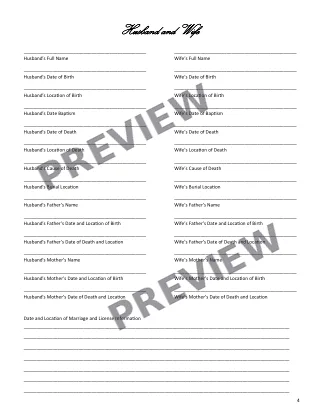 Husband and Wife
Husband's Full Name Wife's Full Name
Husband's Date of Birth Wife's Date of Birth
Husband's Location of Birth Wife's Location of Birth
Husband's Date Baptism Wife's Date of Baptism
Husband's Date of Death Wife's Date of Death
Husband's Location of Death Wife's Location of Death
Husband's Cause of Death Wife's Cause of Death
Husband's Burial Location Wife's Burial Location
Husband's Father's Name Wife's Father's Name
Husband's Father's Date and Location of Birth Wife's Father's Date and Location of Birth
Husband's Father's Date of Death and Location Wife's Father's Date of Death and Location
Husband's Mother's Name Wife's Mother's Name
Husband's Mother's Date and Location of Birth Wife's Mother's Date and Location of Birth
Husband's Mother's Date of Death and Location Wife's Mother's Date of Death and Location
Date and Location of Marriage and License Information
PREVIEW
PREVIEW
4